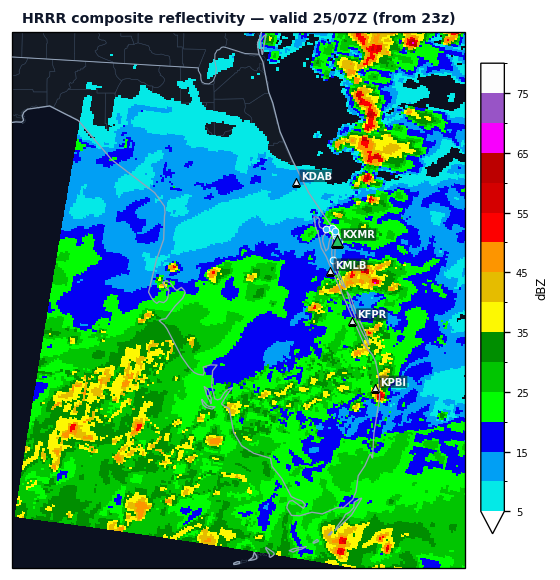 HRRR composite reflectivity — valid 25/07Z (from 23z)
KDAB
KXMR
KMLB
KFPR
KPBI
75
65
55
45
35
25
15
5
dBZ